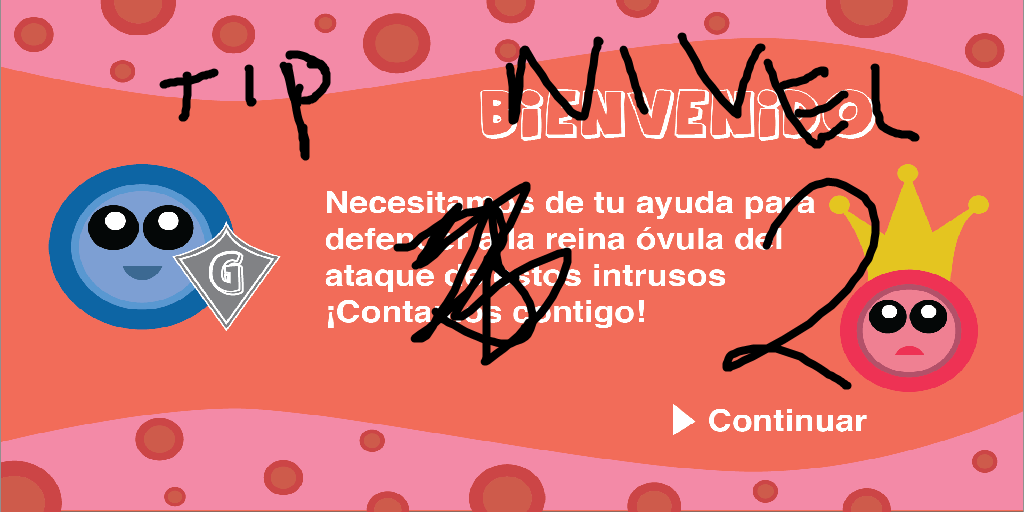 TIP NIVEL
BiENVENiDO
Necesitamos de tu ayuda para
defender a la reina óvula del
ataque de estos intrusos
¡Contamos contigo!
2
G
Continuar